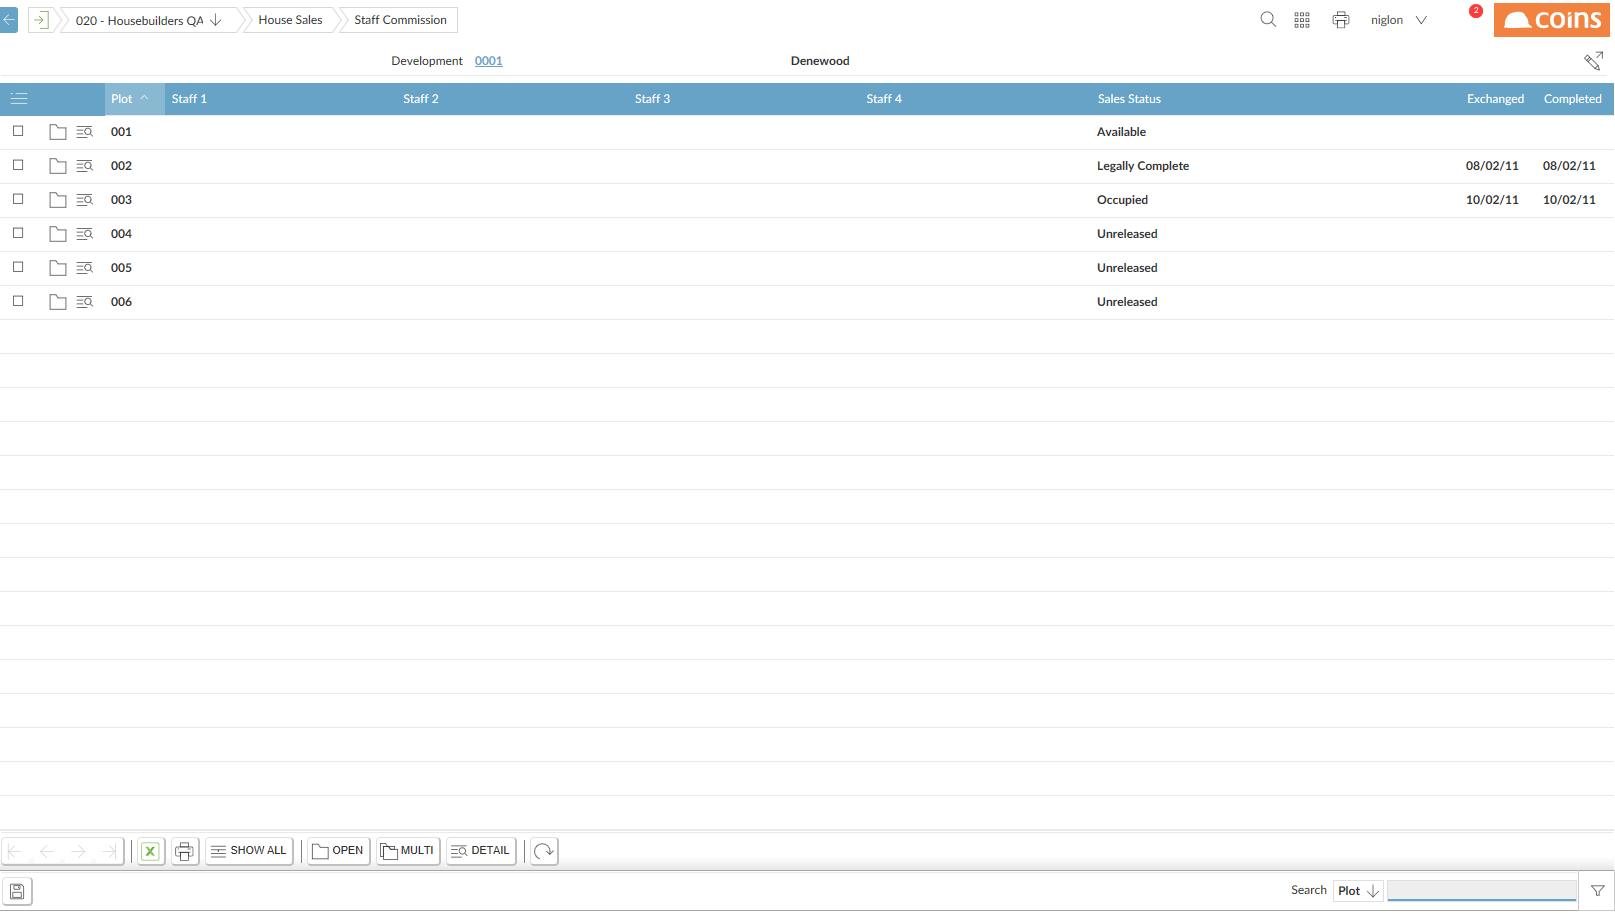 020 - Housebuilders QA House Sales Staff Commission niglon 2 coins
Development 0001 Denewood
Plot Staff 1 Staff 2 Staff 3 Staff 4 Sales Status Exchanged Completed
001 Available
002 Legally Complete 08/02/11 08/02/11
003 Occupied 10/02/11 10/02/11
004 Unreleased
005 Unreleased
006 Unreleased
X SHOW ALL OPEN MULTI DETAIL
Search Plot